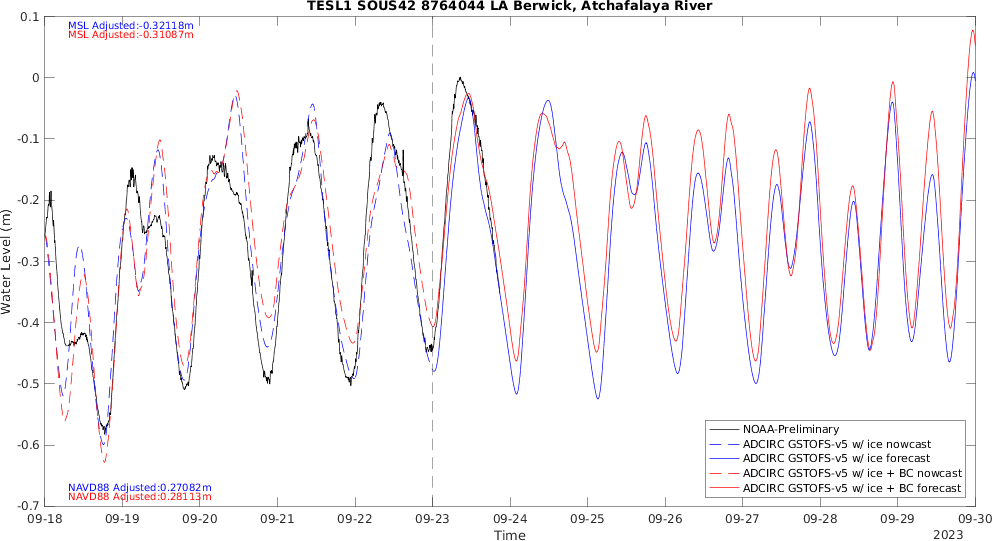 TESL1 SOUS42 8764044 LA Berwick, Atchafalaya River
MSL Adjusted:-0.32118m
MSL Adjusted:-0.31087m
0.1
0
-0.1
-0.2
-0.3
-0.4
-0.5
-0.6
-0.7
Water Level (m)
NOAA-Preliminary
ADCIRC GSTOFS-v5 w/ ice nowcast
ADCIRC GSTOFS-v5 w/ ice forecast
ADCIRC GSTOFS-v5 w/ ice + BC nowcast
ADCIRC GSTOFS-v5 w/ ice + BC forecast
NAVD88 Adjusted:0.27082m
NAVD88 Adjusted:0.28113m
09-18 09-19 09-20 09-21 09-22 09-23 09-24 09-25 09-26 09-27 09-28 09-29 09-30
Time
2023